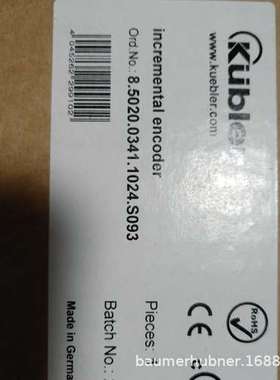 Kübler
www.kuebler.com
incremental encoder
Ord.No.: 8.5020.0341.1024.S093
Pieces:
Batch No.:
RoHS
CE
Made in German
baumerhubner.1688